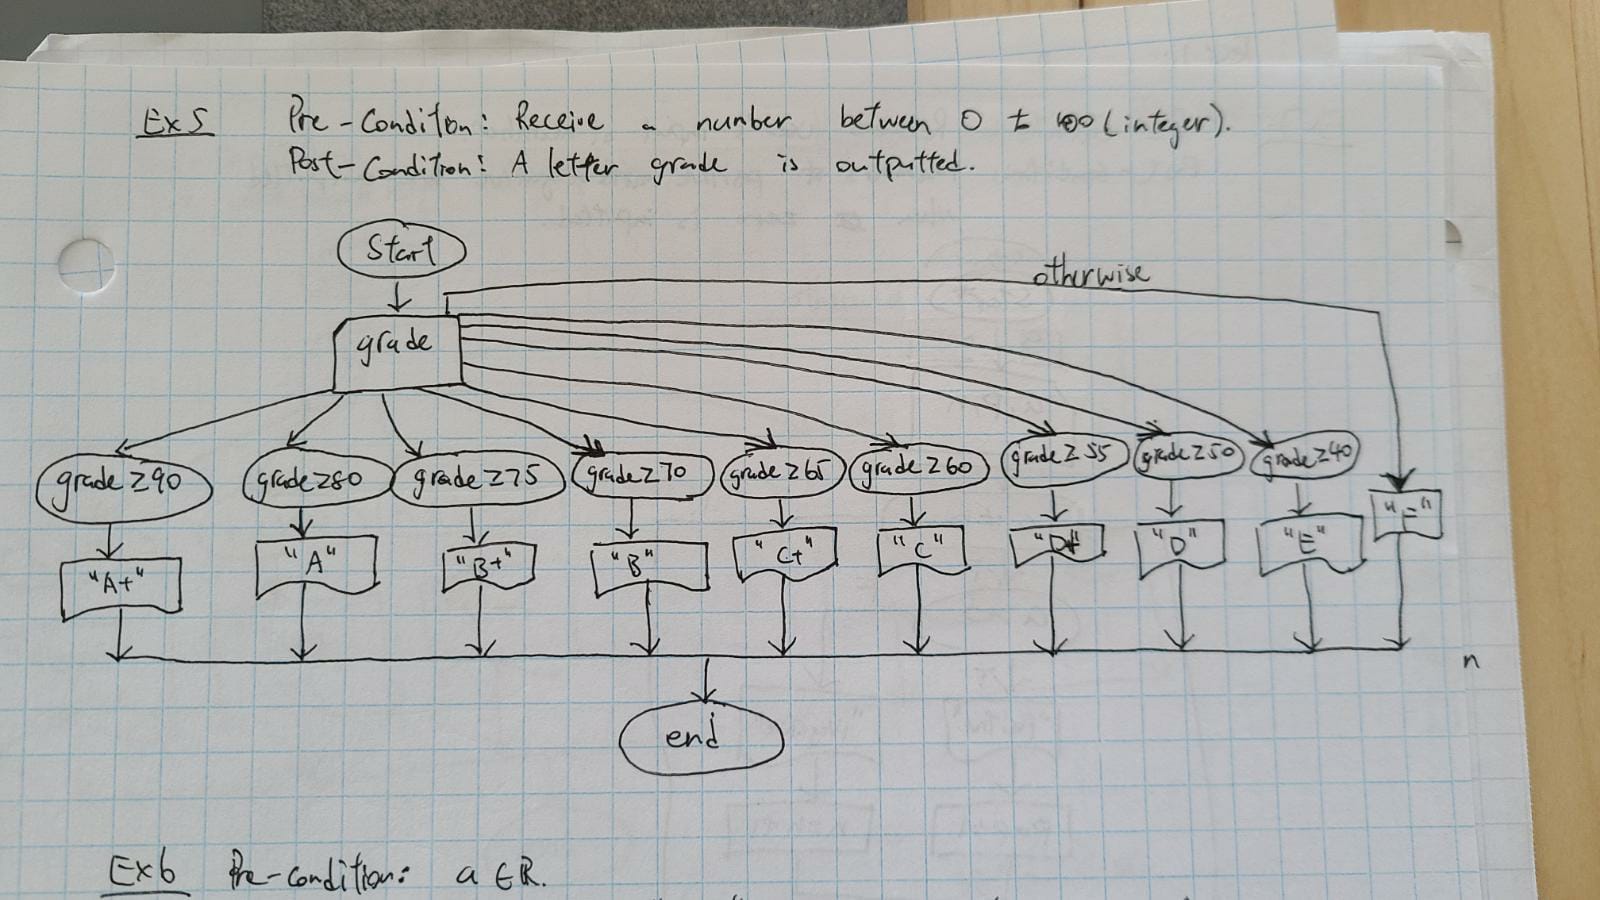 Ex5 Pre-Condition: Receive a number between 0 ± 100 (integer).
Post-Condition: A letter grade is outputted.
Start
otherwise
grade
grade≥90 grade≥80 grade≥75 grade≥70 grade≥65 grade≥60 grade≥55 grade≥50 grade≥40
"A+" "A" "B+" "B" "C+" "C" "D+" "D" "E" "F"
n
end
Ex6 Pre-condition: a ∈ R.